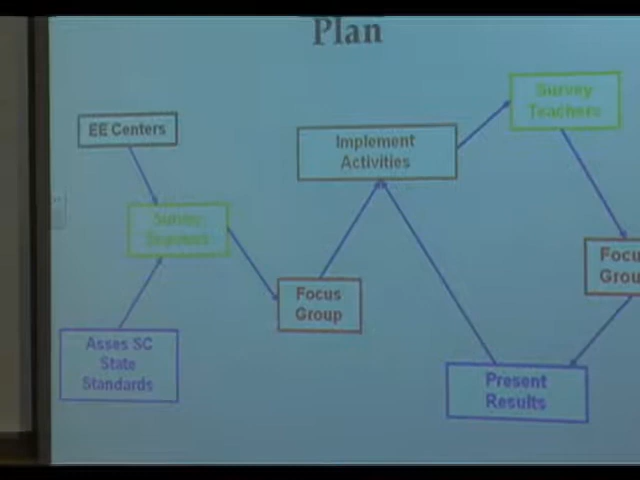 Plan
EE Centers
Survey
Asses SC
State
Standards
Focus
Group
Implement
Activities
Survey
Teachers
Focu
Grou
Present
Results